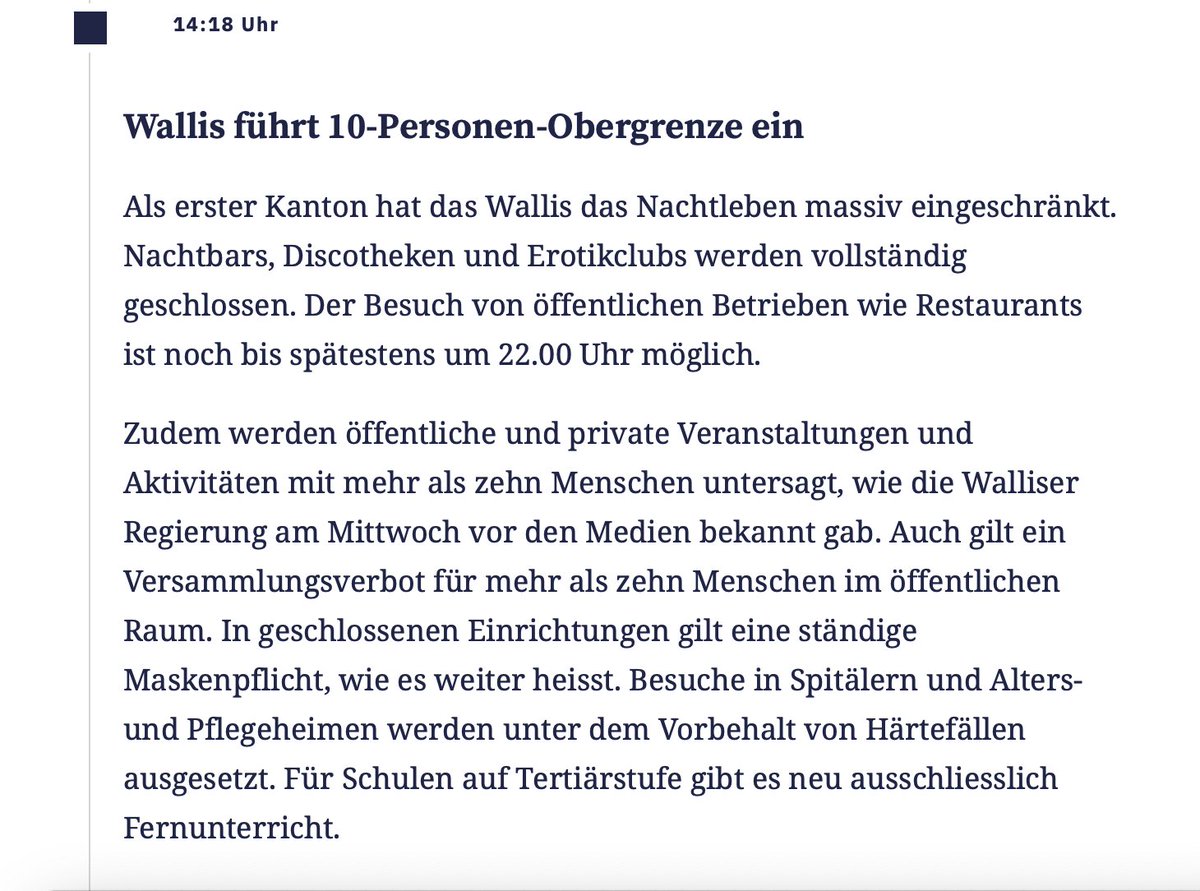 14:18 Uhr
Wallis führt 10-Personen-Obergrenze ein
Als erster Kanton hat das Wallis das Nachtleben massiv eingeschränkt.
Nachtbars, Discotheken und Erotikclubs werden vollständig
geschlossen. Der Besuch von öffentlichen Betrieben wie Restaurants
ist noch bis spätestens um 22.00 Uhr möglich.
Zudem werden öffentliche und private Veranstaltungen und
Aktivitäten mit mehr als zehn Menschen untersagt, wie die Walliser
Regierung am Mittwoch vor den Medien bekannt gab. Auch gilt ein
Versammlungsverbot für mehr als zehn Menschen im öffentlichen
Raum. In geschlossenen Einrichtungen gilt eine ständige
Maskenpflicht, wie es weiter heisst. Besuche in Spitälern und Alters-
und Pflegeheimen werden unter dem Vorbehalt von Härtefällen
ausgesetzt. Für Schulen auf Tertiärstufe gibt es neu ausschliesslich
Fernunterricht.